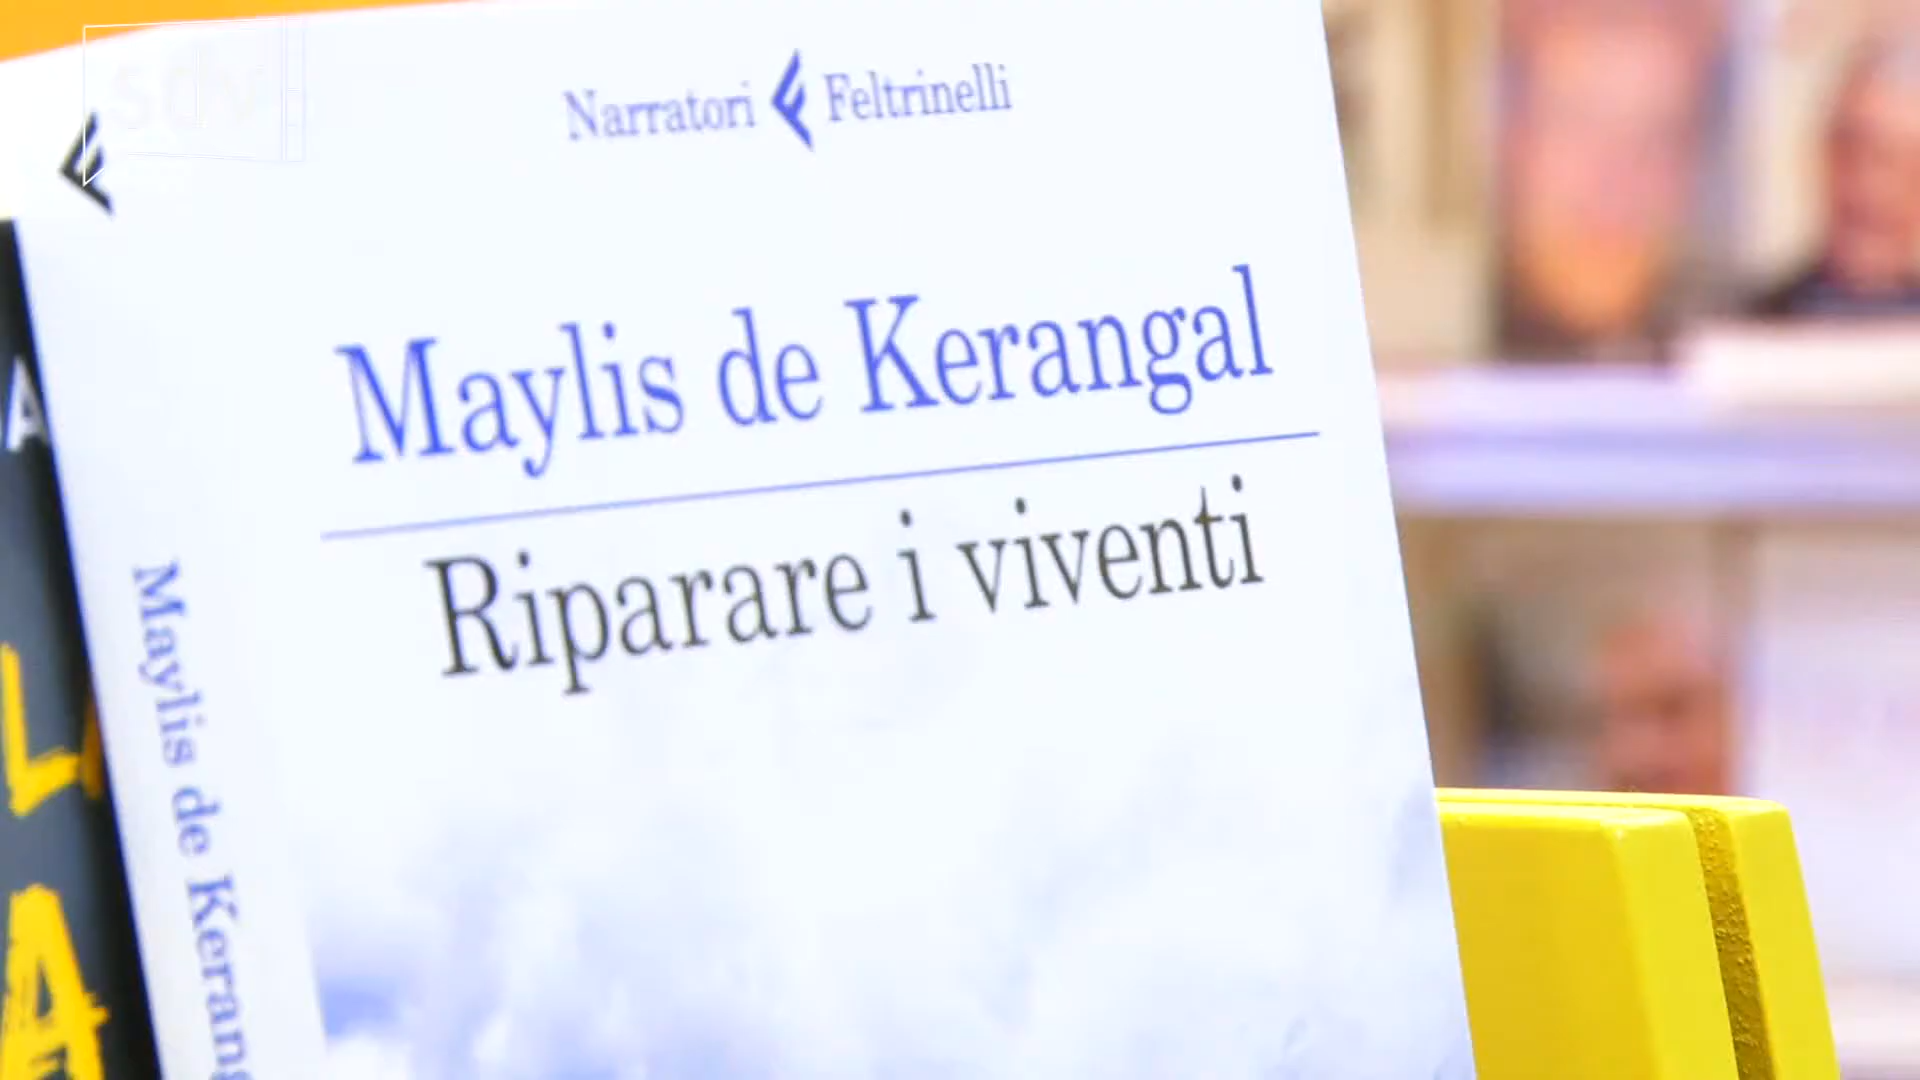 Narratori Feltrinelli
Maylis de Kerangal
Riparare i viventi
Maylis de Kerang